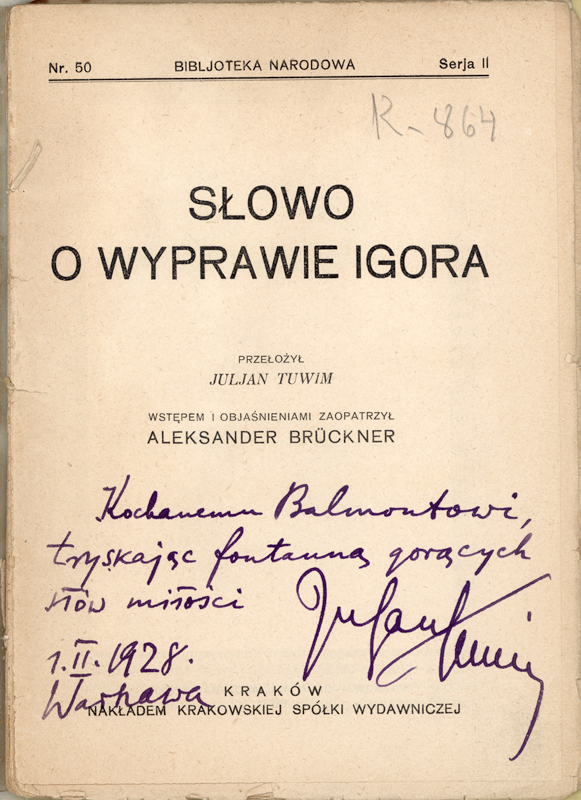 Nr. 50 BIBLJOTEKA NARODOWA Serja II
R-864
SŁOWO
O WYPRAWIE IGORA
PRZEŁOŻYŁ
JULJAN TUWIM
WSTĘPEM I OBJAŚNIENIAMI ZAOPATRZYŁ
ALEKSANDER BRÜCKNER
Kochanemu Balmontowi,
tryskając fontanną gorących
słów miłości
Juljan Tuwim
1.II.1928.
Warszawa
KRAKÓW
NAKŁADEM KRAKOWSKIEJ SPÓŁKI WYDAWNICZEJ